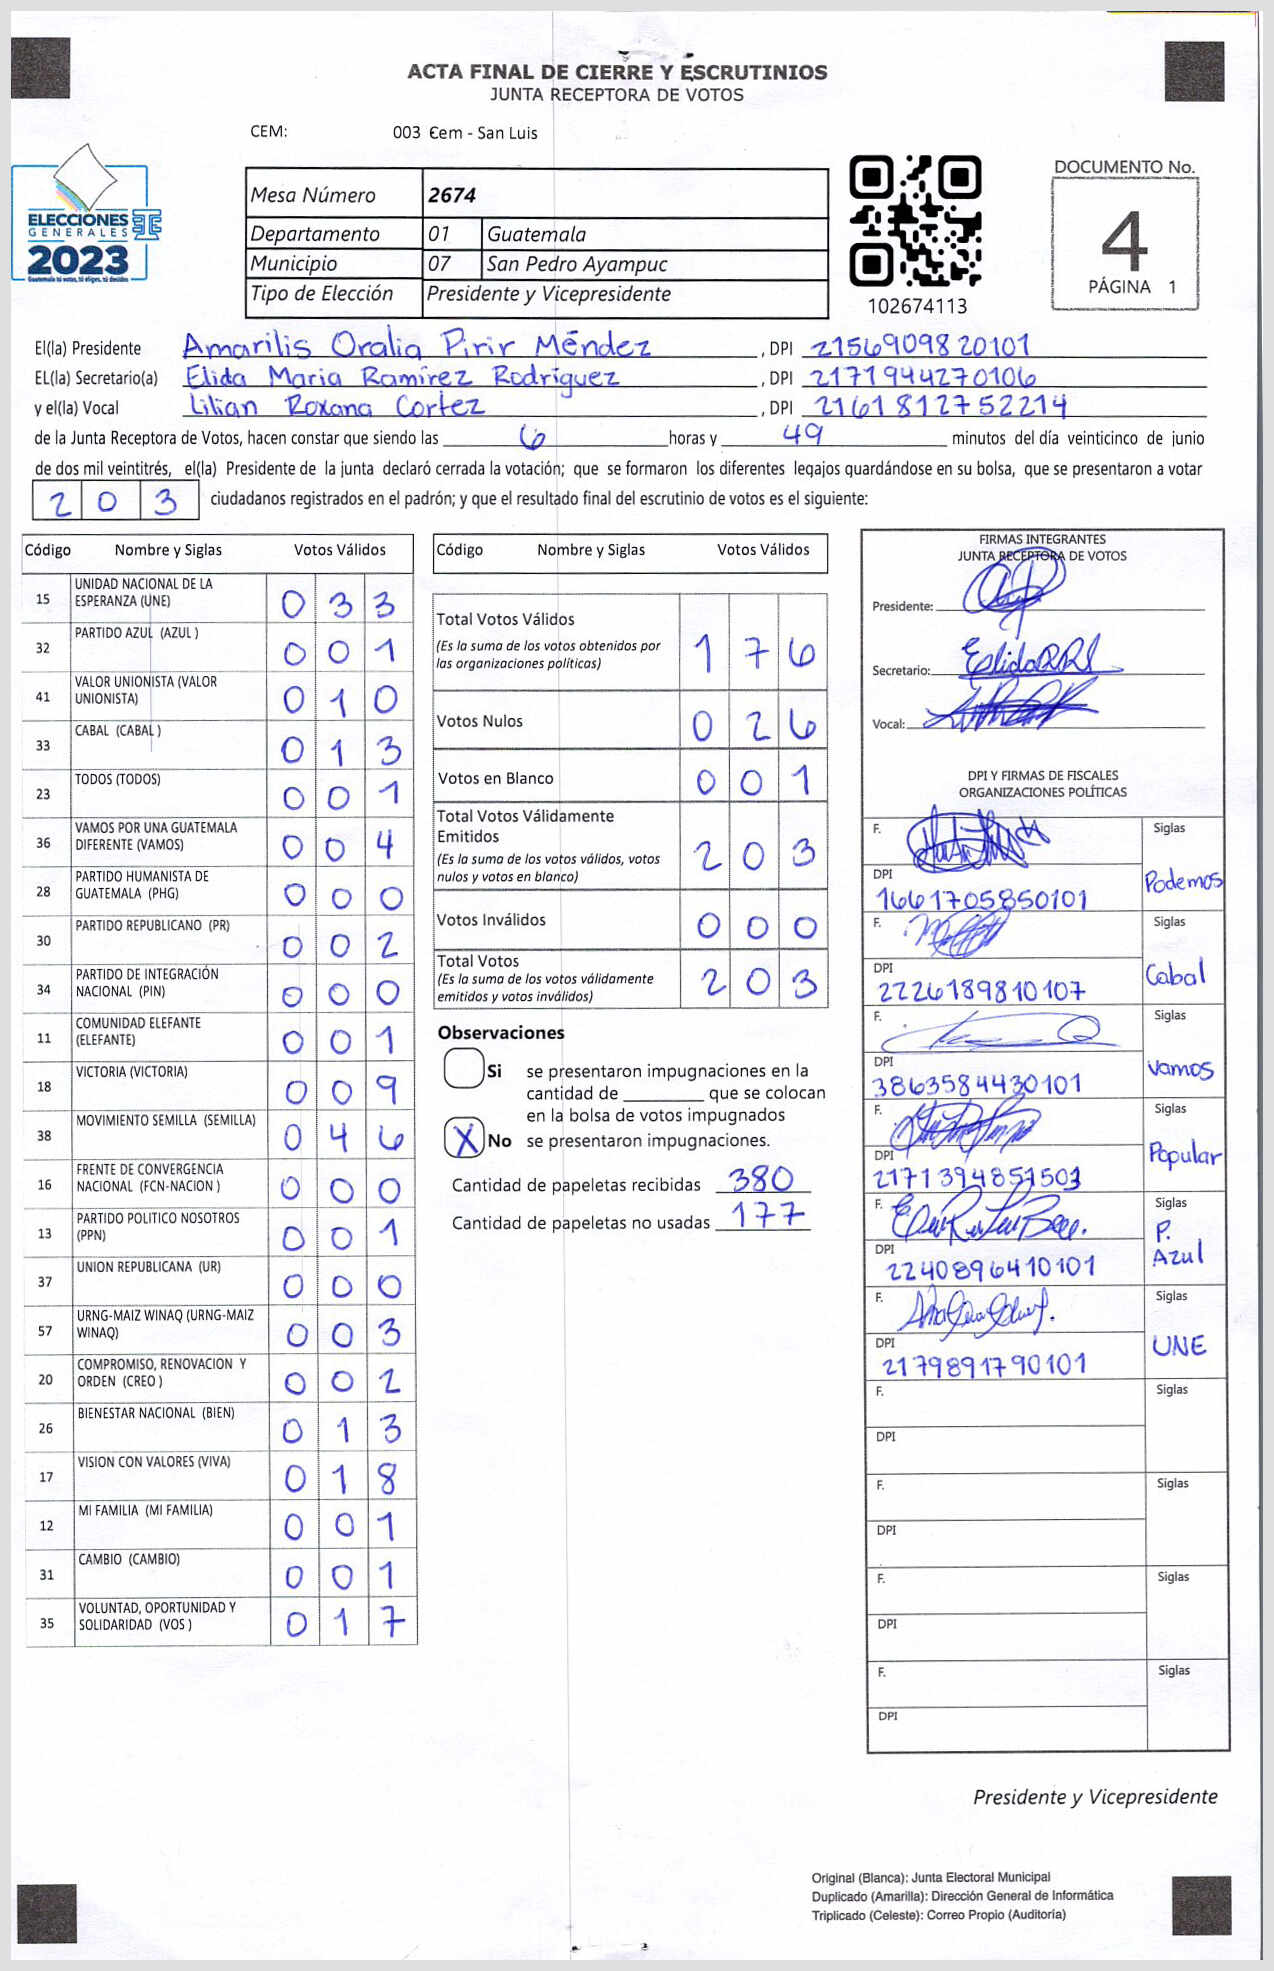 ACTA FINAL DE CIERRE Y ESCRUTINIOS
JUNTA RECEPTORA DE VOTOS
CEM: 003 Cem - San Luis
ELECCIONES
GENERALES
2023
Guatemala tú votas, tú eliges, tú decides
Mesa Número 2674
Departamento 01 Guatemala
Municipio 07 San Pedro Ayampuc
Tipo de Elección Presidente y Vicepresidente
102674113
DOCUMENTO No.
4
PÁGINA 1
El(la) Presidente Amarilis Oralia Pirir Méndez, DPI 2156909820101
EL(la) Secretario(a) Elida Maria Ramírez Rodríguez, DPI 2171944270106
y el(la) Vocal Lilian Roxana Cortez, DPI 2161812752214
de la Junta Receptora de Votos, hacen constar que siendo las 6 horas y 49 minutos del día veinticinco de junio
de dos mil veintitrés, el(la) Presidente de la junta declaró cerrada la votación; que se formaron los diferentes legajos guardándose en su bolsa, que se presentaron a votar
2 0 3 ciudadanos registrados en el padrón; y que el resultado final del escrutinio de votos es el siguiente:
Código Nombre y Siglas Votos Válidos
15 UNIDAD NACIONAL DE LA
ESPERANZA (UNE) 0 3 3
32 PARTIDO AZUL (AZUL ) 0 0 1
41 VALOR UNIONISTA (VALOR
UNIONISTA) 0 1 0
33 CABAL (CABAL ) 0 1 3
23 TODOS (TODOS) 0 0 1
36 VAMOS POR UNA GUATEMALA
DIFERENTE (VAMOS) 0 0 4
28 PARTIDO HUMANISTA DE
GUATEMALA (PHG) 0 0 0
30 PARTIDO REPUBLICANO (PR) 0 0 2
34 PARTIDO DE INTEGRACIÓN
NACIONAL (PIN) 0 0 0
11 COMUNIDAD ELEFANTE
(ELEFANTE) 0 0 1
18 VICTORIA (VICTORIA) 0 0 9
38 MOVIMIENTO SEMILLA (SEMILLA) 0 4 6
16 FRENTE DE CONVERGENCIA
NACIONAL (FCN-NACION ) 0 0 0
13 PARTIDO POLITICO NOSOTROS
(PPN) 0 0 1
37 UNION REPUBLICANA (UR) 0 0 0
57 URNG-MAIZ WINAQ (URNG-MAIZ
WINAQ) 0 0 3
20 COMPROMISO, RENOVACION Y
ORDEN (CREO ) 0 0 2
26 BIENESTAR NACIONAL (BIEN) 0 1 3
17 VISION CON VALORES (VIVA) 0 1 8
12 MI FAMILIA (MI FAMILIA) 0 0 1
31 CAMBIO (CAMBIO) 0 0 1
35 VOLUNTAD, OPORTUNIDAD Y
SOLIDARIDAD (VOS ) 0 1 7
Código Nombre y Siglas Votos Válidos
Total Votos Válidos
(Es la suma de los votos obtenidos por
las organizaciones políticas) 1 7 6
Votos Nulos 0 2 6
Votos en Blanco 0 0 1
Total Votos Válidamente
Emitidos
(Es la suma de los votos válidos, votos
nulos y votos en blanco) 2 0 3
Votos Inválidos 0 0 0
Total Votos
(Es la suma de los votos válidamente
emitidos y votos inválidos) 2 0 3
Observaciones
Si se presentaron impugnaciones en la
cantidad de ________ que se colocan
en la bolsa de votos impugnados
X No se presentaron impugnaciones.
Cantidad de papeletas recibidas 380
Cantidad de papeletas no usadas 177
FIRMAS INTEGRANTES
JUNTA RECEPTORA DE VOTOS
Presidente:
Secretario:
Vocal:
DPI Y FIRMAS DE FISCALES
ORGANIZACIONES POLÍTICAS
F. Siglas
Podemos
DPI
1661705850101
F. Siglas
Cabal
DPI
2226189810107
F. Siglas
Vamos
DPI
3863584430101
F. Siglas
Popular
DPI
2171394851503
F. Siglas
P.
Azul
DPI
2240896410101
F. Siglas
UNE
DPI
2179891790101
F. Siglas
DPI
F. Siglas
DPI
F. Siglas
DPI
F. Siglas
DPI
Presidente y Vicepresidente
Original (Blanca): Junta Electoral Municipal
Duplicado (Amarilla): Dirección General de Informática
Triplicado (Celeste): Correo Propio (Auditoría)